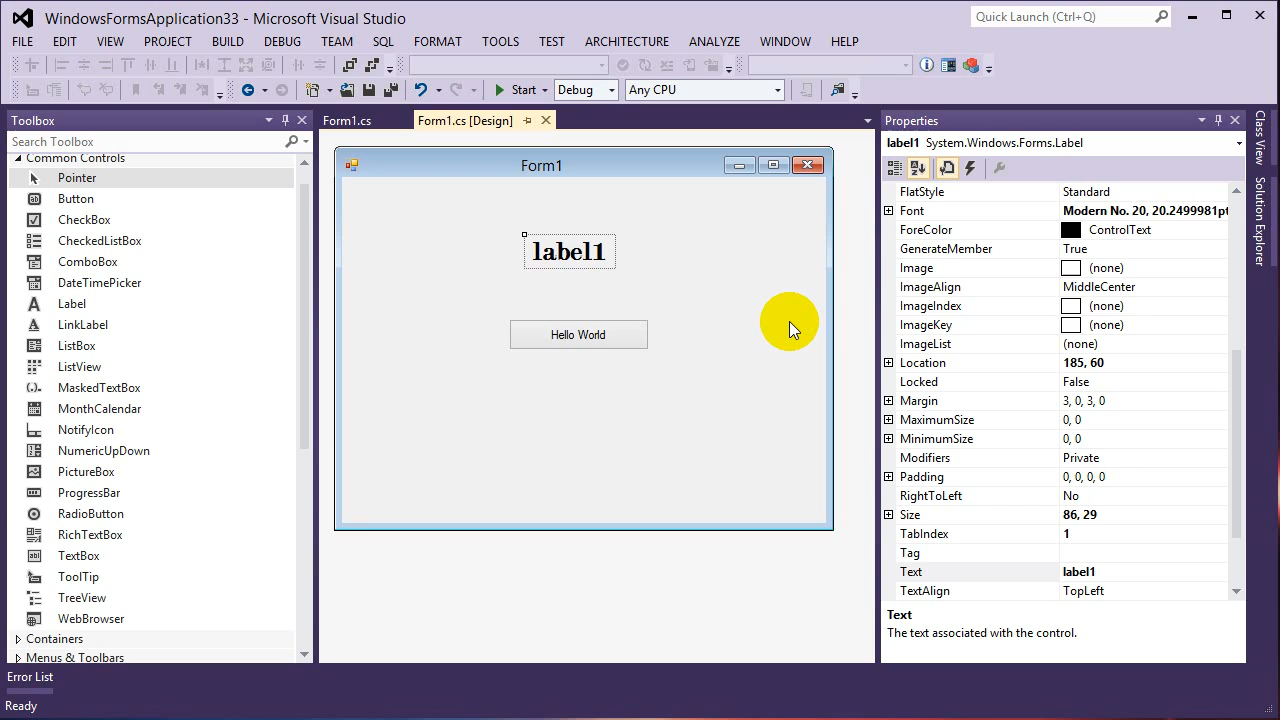 WindowsFormsApplication33 - Microsoft Visual Studio
Quick Launch (Ctrl+Q)
FILE EDIT VIEW PROJECT BUILD DEBUG TEAM SQL FORMAT TOOLS TEST ARCHITECTURE ANALYZE WINDOW HELP
Start Debug Any CPU
Toolbox
Search Toolbox
Common Controls
Pointer
Button
CheckBox
CheckedListBox
ComboBox
DateTimePicker
Label
LinkLabel
ListBox
ListView
MaskedTextBox
MonthCalendar
NotifyIcon
NumericUpDown
PictureBox
ProgressBar
RadioButton
RichTextBox
TextBox
ToolTip
TreeView
WebBrowser
Containers
Menus & Toolbars
Form1.cs Form1.cs [Design]
Form1
label1
Hello World
Properties
label1 System.Windows.Forms.Label
FlatStyle Standard
Font Modern No. 20, 20.2499981pt
ForeColor ControlText
GenerateMember True
Image (none)
ImageAlign MiddleCenter
ImageIndex (none)
ImageKey (none)
ImageList (none)
Location 185, 60
Locked False
Margin 3, 0, 3, 0
MaximumSize 0, 0
MinimumSize 0, 0
Modifiers Private
Padding 0, 0, 0, 0
RightToLeft No
Size 86, 29
TabIndex 1
Tag
Text label1
TextAlign TopLeft
Text
The text associated with the control.
Class View
Solution Explorer
Error List
Ready